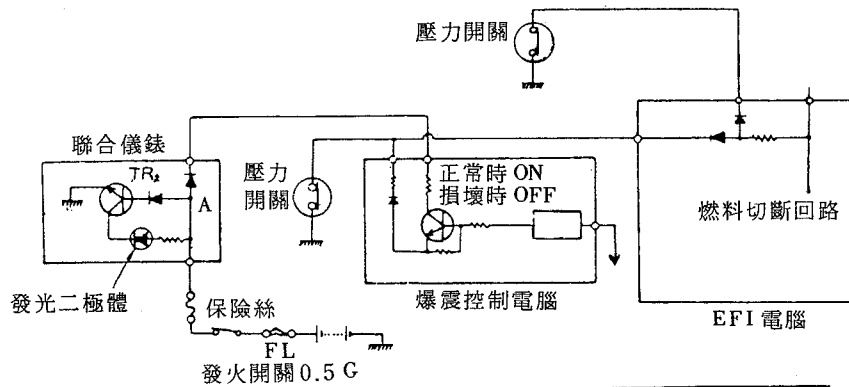 壓力開關
聯合儀錶
TR₂
A
壓力
開關
正常時 ON
損壞時 OFF
燃料切斷回路
發光二極體
保險絲
爆震控制電腦
EFI 電腦
FL
發火開關 0.5 G